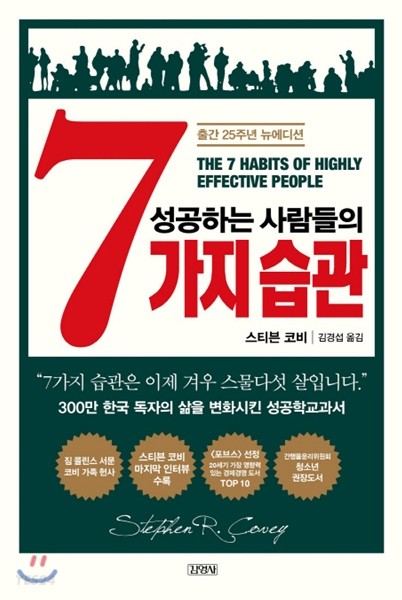 7
출간 25주년 뉴에디션
THE 7 HABITS OF HIGHLY
EFFECTIVE PEOPLE
성공하는 사람들의
가지 습관
스티븐 코비 | 김경섭 옮김
“7가지 습관은 이제 겨우 스물다섯 살입니다.”
300만 한국 독자의 삶을 변화시킨 성공학교과서
짐 콜린스 서문
코비 가족 헌사
스티븐 코비
마지막 인터뷰
수록
〈포브스〉 선정
20세기 가장 영향력
있는 경제경영 도서
TOP 10
간행물윤리위원회
청소년
권장도서
Stephen R. Covey
김영사
YES24